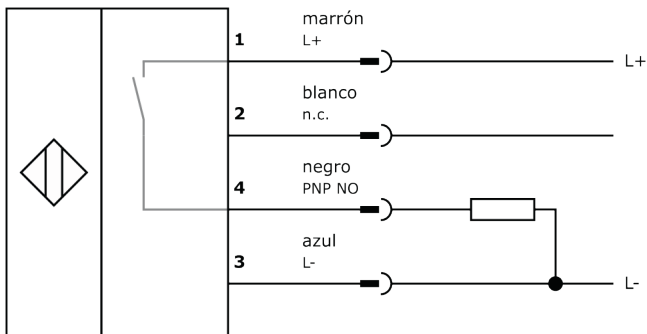 marrón
1 L+
L+
blanco
2 n.c.
negro
4 PNP NO
azul
3 L-
L-